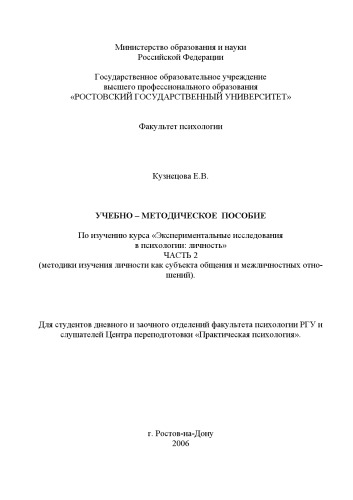 Министерство образования и науки
Российской Федерации
Государственное образовательное учреждение
высшего профессионального образования
«РОСТОВСКИЙ ГОСУДАРСТВЕННЫЙ УНИВЕРСИТЕТ»
Факультет психологии
Кузнецова Е.В.
УЧЕБНО – МЕТОДИЧЕСКОЕ ПОСОБИЕ
По изучению курса «Экспериментальные исследования
в психологии: личность»
ЧАСТЬ 2
(методики изучения личности как субъекта общения и межличностных отно-
шений).
Для студентов дневного и заочного отделений факультета психологии РГУ и
слушателей Центра переподготовки «Практическая психология».
г. Ростов-на-Дону
2006